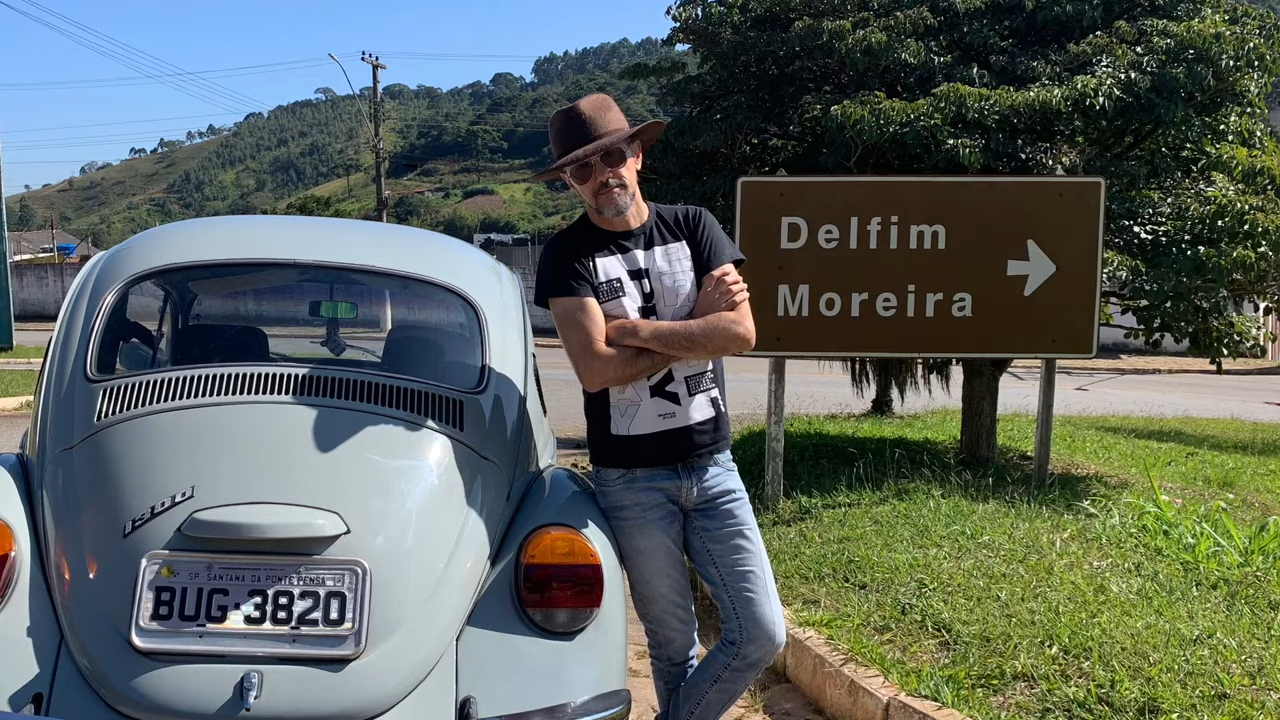 Delfim
Moreira
1300
SP - SANTANA DA PONTE PENSA
BUG-3820